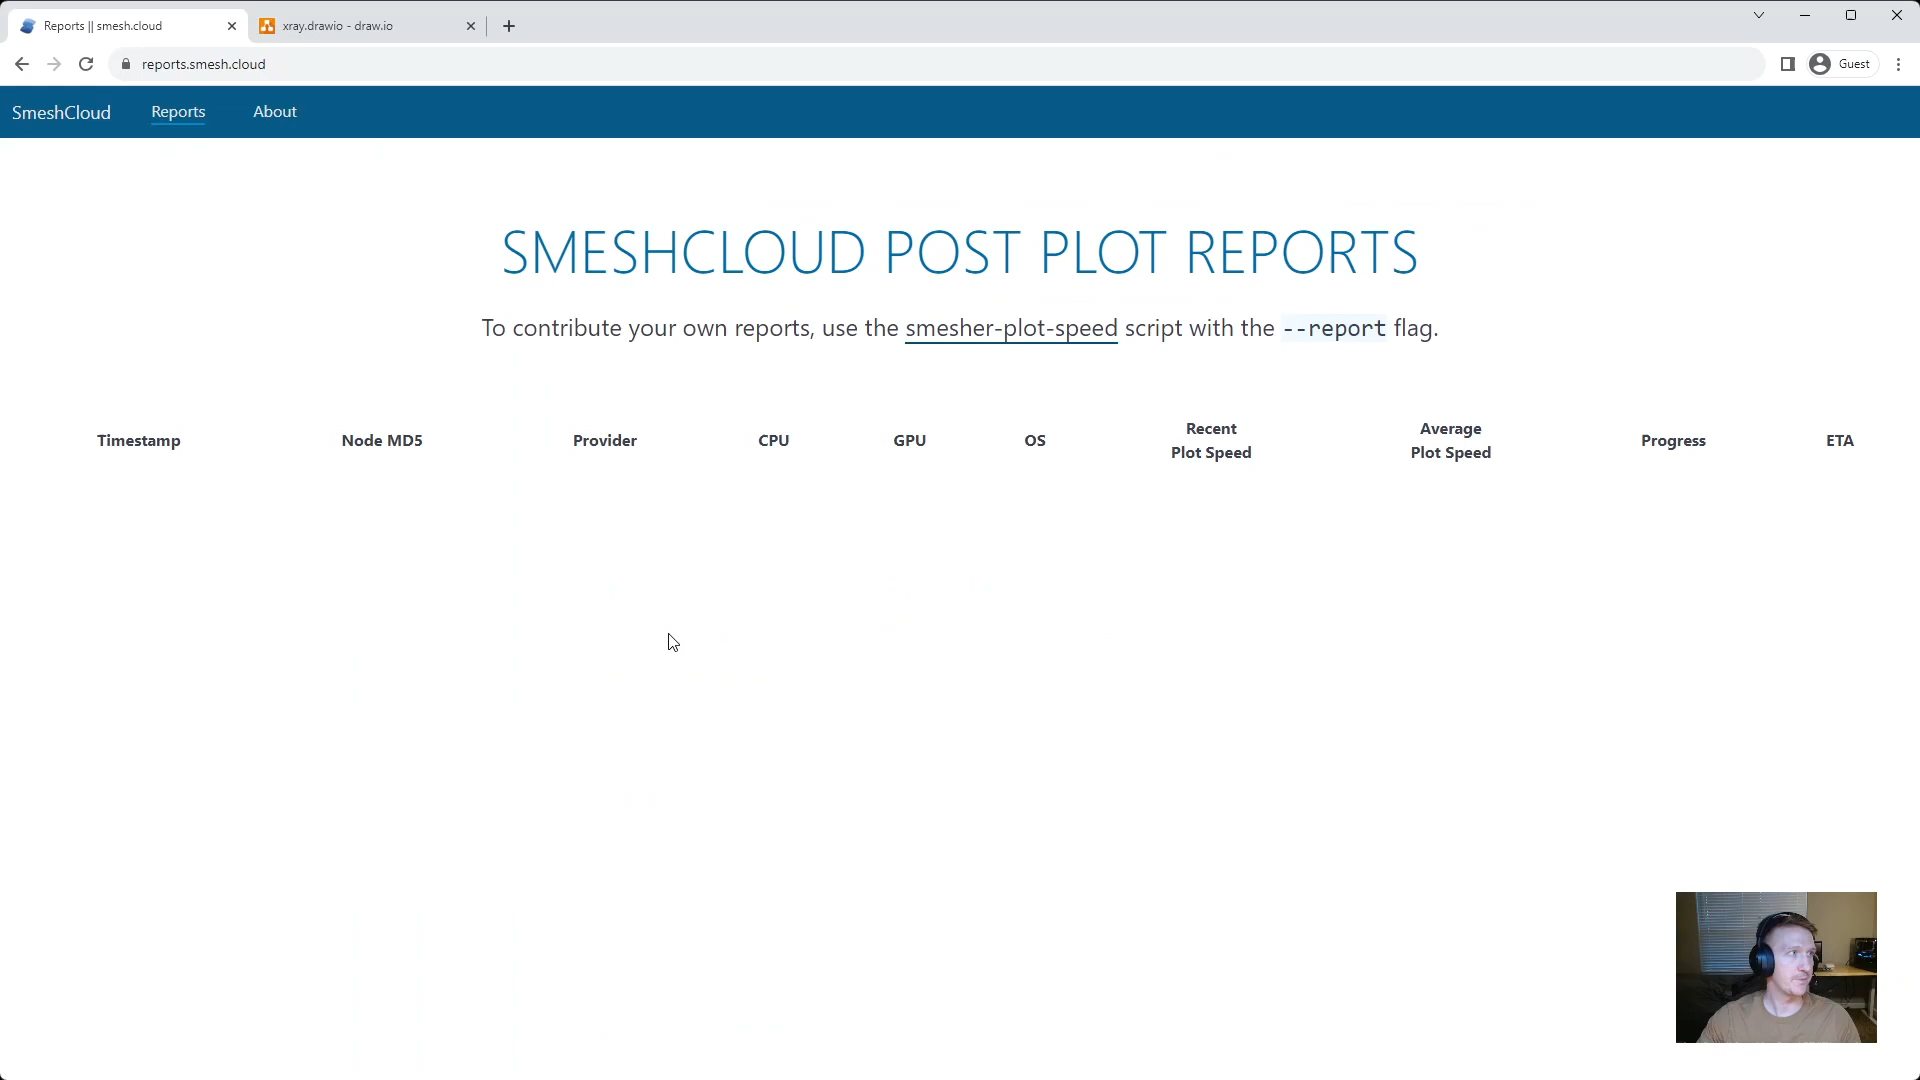 Reports || smesh.cloud
xray.drawio - draw.io
reports.smesh.cloud
Guest
SmeshCloud
Reports
About
SMESHCLOUD POST PLOT REPORTS
To contribute your own reports, use the smesher-plot-speed script with the --report flag.
Timestamp
Node MD5
Provider
CPU
GPU
OS
Recent
Plot Speed
Average
Plot Speed
Progress
ETA